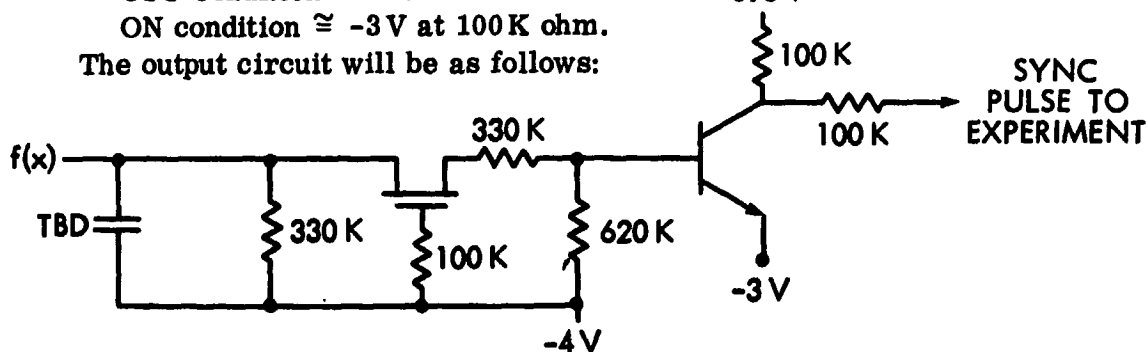 ON condition ≅ -3 V at 100 K ohm.
The output circuit will be as follows:
100 K
SYNC
PULSE TO
EXPERIMENT
100 K
330 K
f(x)
TBD
330 K
100 K
620 K
-3 V
-4 V